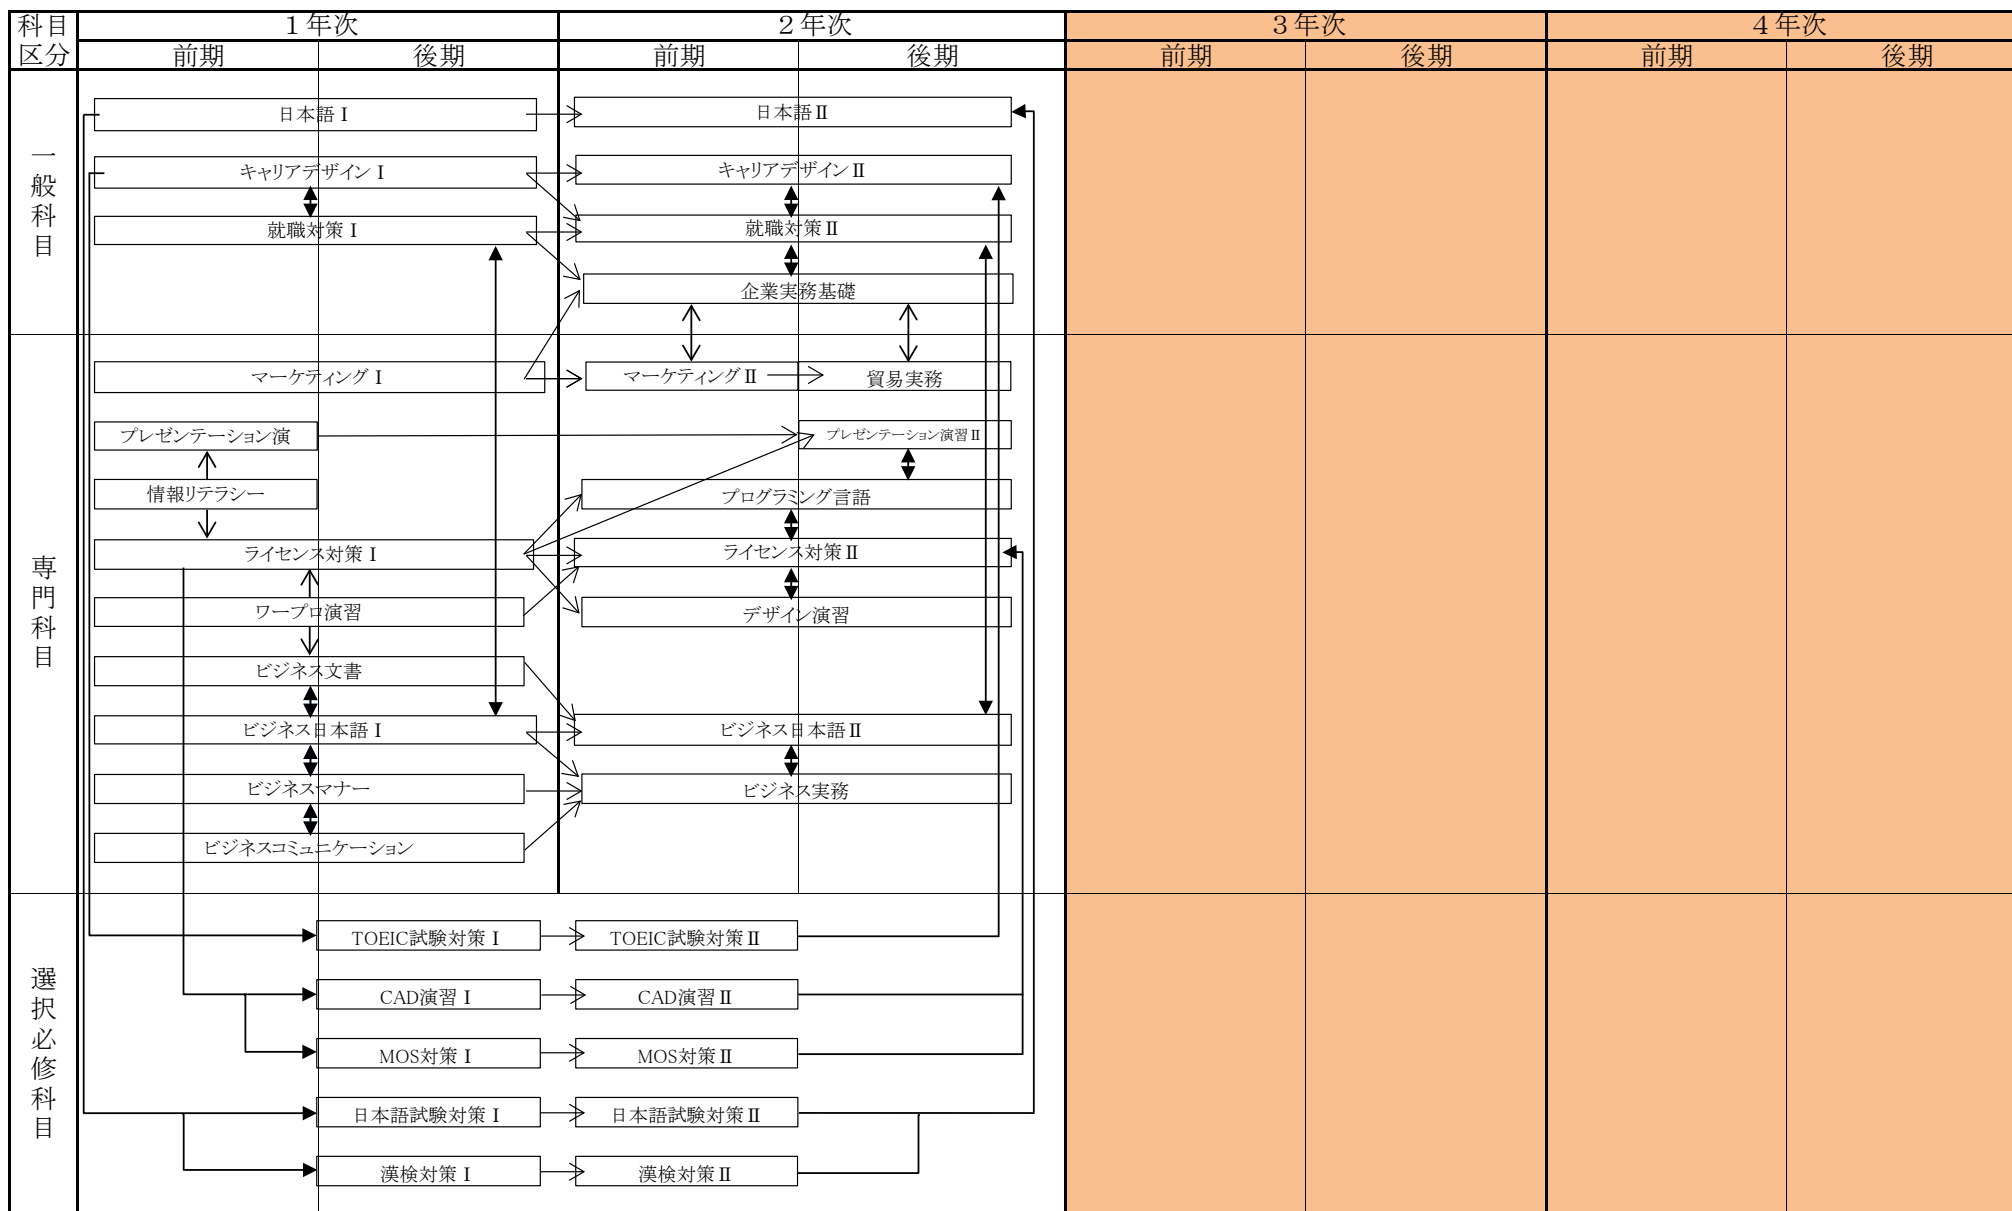 科目区分
1年次
2年次
3年次
4年次
前期
後期
前期
後期
前期
後期
前期
後期
一般科目
日本語Ⅰ
日本語Ⅱ
キャリアデザインⅠ
キャリアデザインⅡ
就職対策Ⅰ
就職対策Ⅱ
企業実務基礎
専門科目
マーケティングⅠ
マーケティングⅡ
貿易実務
プレゼンテーション演
プレゼンテーション演習Ⅱ
情報リテラシー
プログラミング言語
ライセンス対策Ⅰ
ライセンス対策Ⅱ
ワープロ演習
デザイン演習
ビジネス文書
ビジネス日本語Ⅰ
ビジネス日本語Ⅱ
ビジネスマナー
ビジネス実務
ビジネスコミュニケーション
選択必修科目
TOEIC試験対策Ⅰ
TOEIC試験対策Ⅱ
CAD演習Ⅰ
CAD演習Ⅱ
MOS対策Ⅰ
MOS対策Ⅱ
日本語試験対策Ⅰ
日本語試験対策Ⅱ
漢検対策Ⅰ
漢検対策Ⅱ